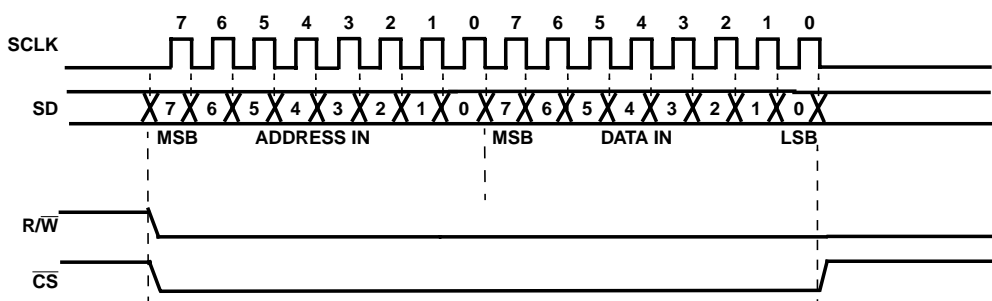 7 6 5 4 3 2 1 0 7 6 5 4 3 2 1 0
SCLK
SD 7 6 5 4 3 2 1 0 7 6 5 4 3 2 1 0
MSB ADDRESS IN MSB DATA IN LSB
R/W̅
C̅S̅